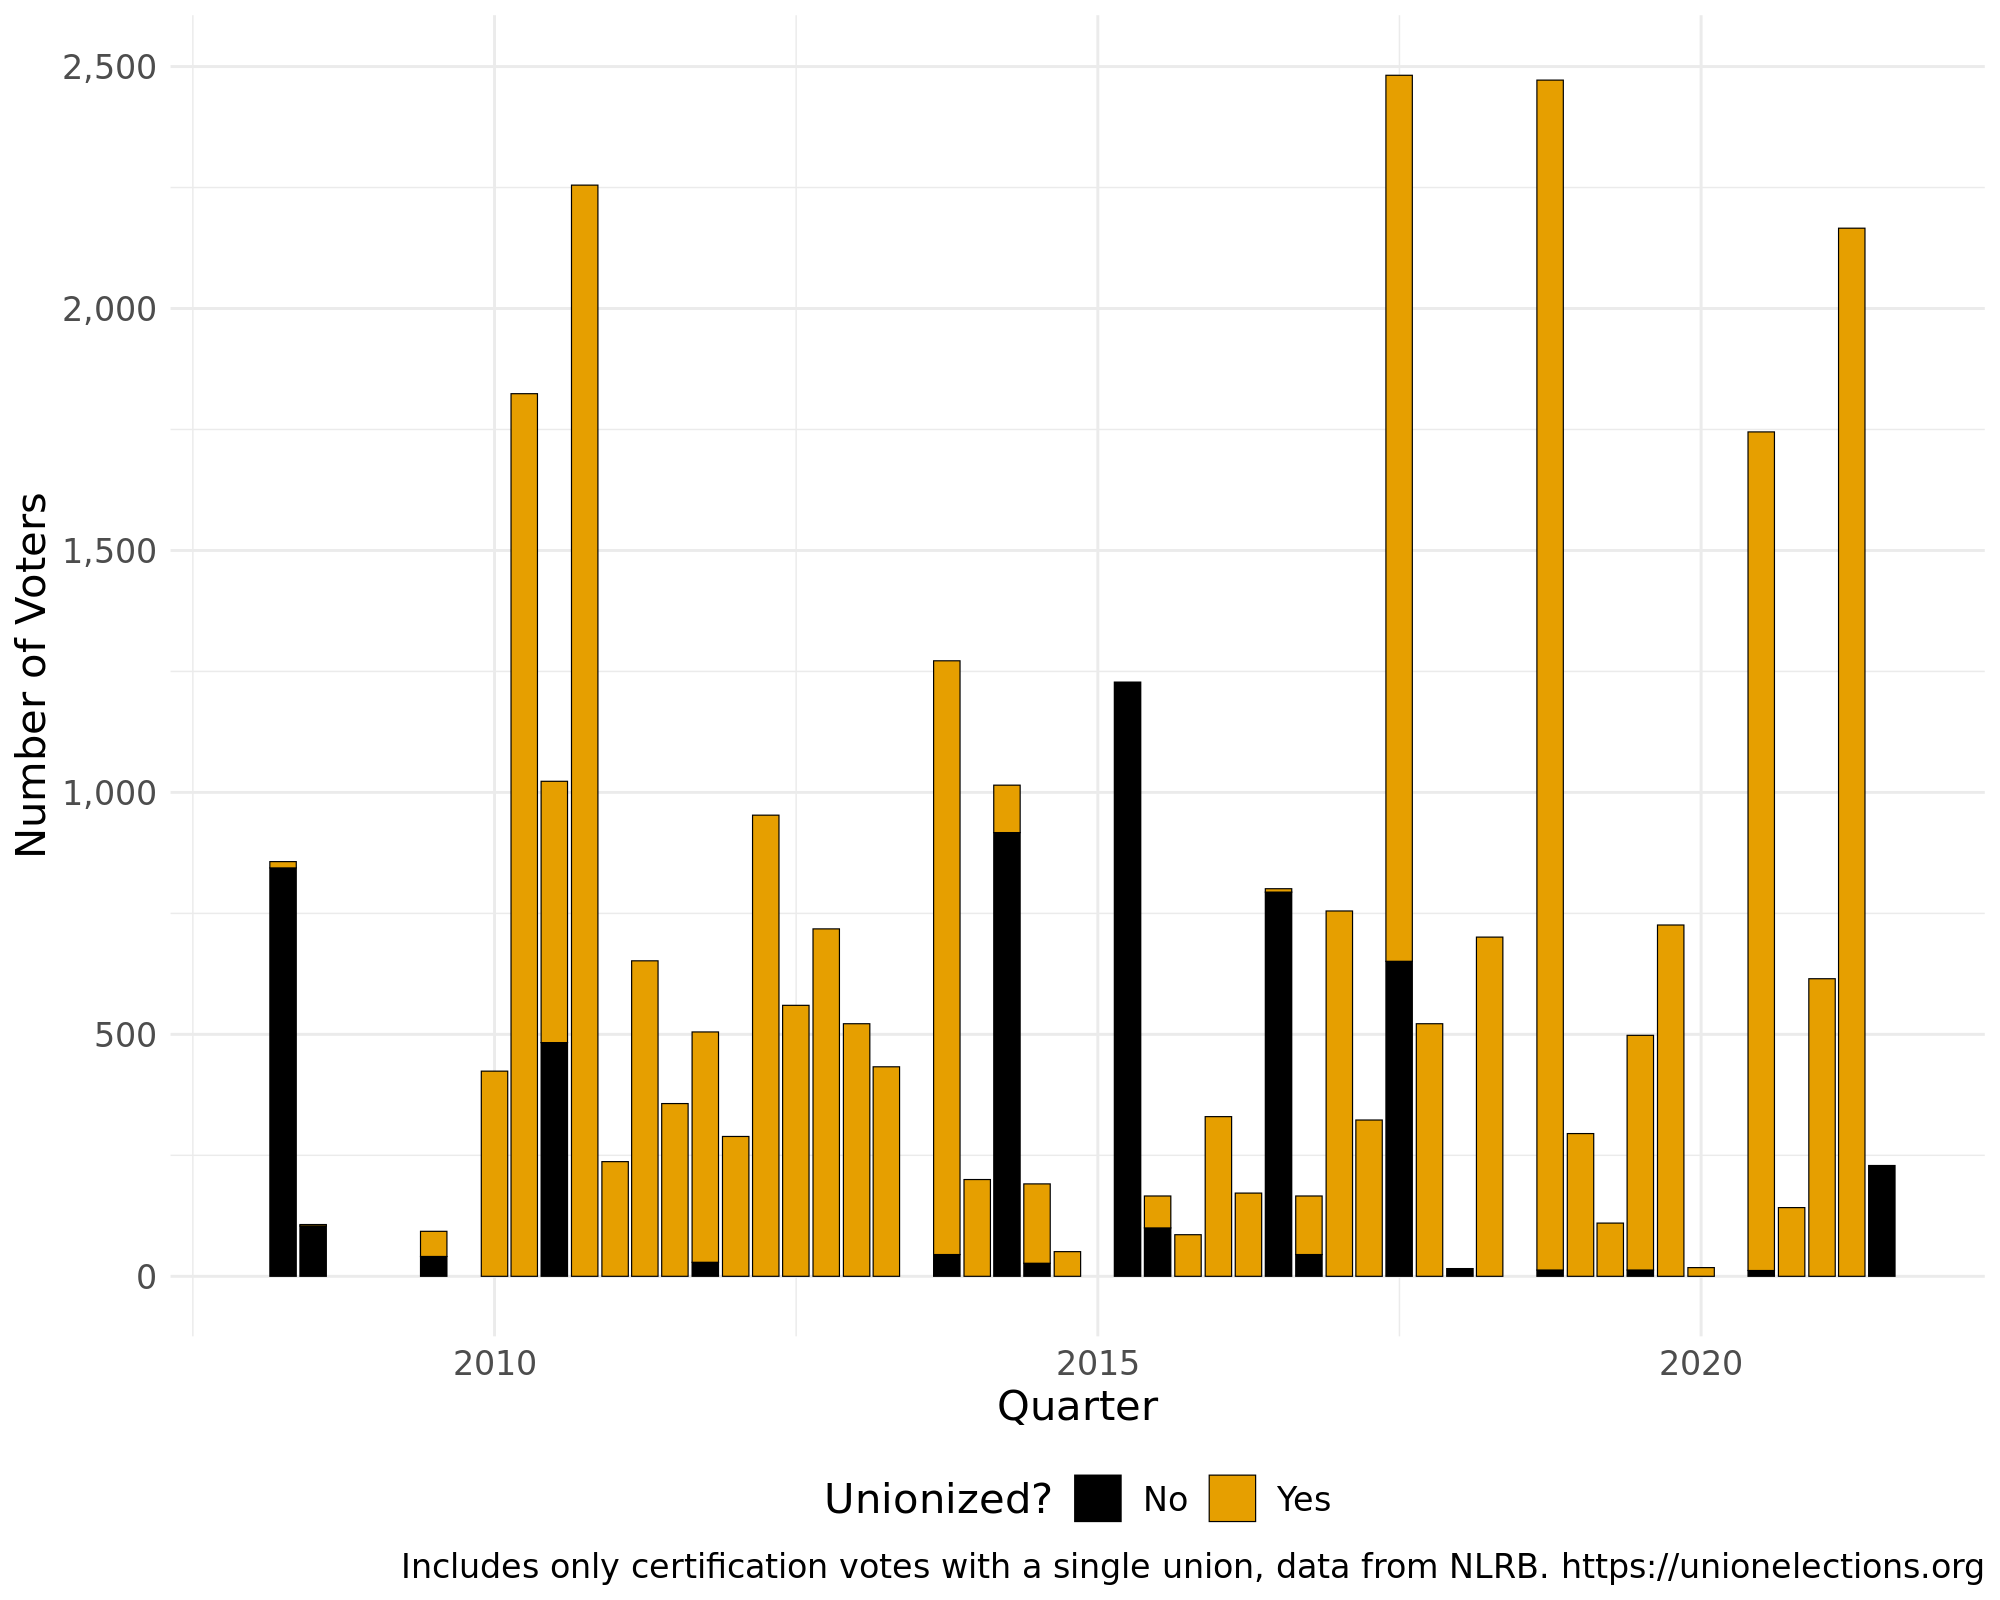 2,500
2,000
1,500
1,000
500
0
Number of Voters
2010 2015 2020
Quarter
Unionized? No Yes
Includes only certification votes with a single union, data from NLRB. https://unionelections.org